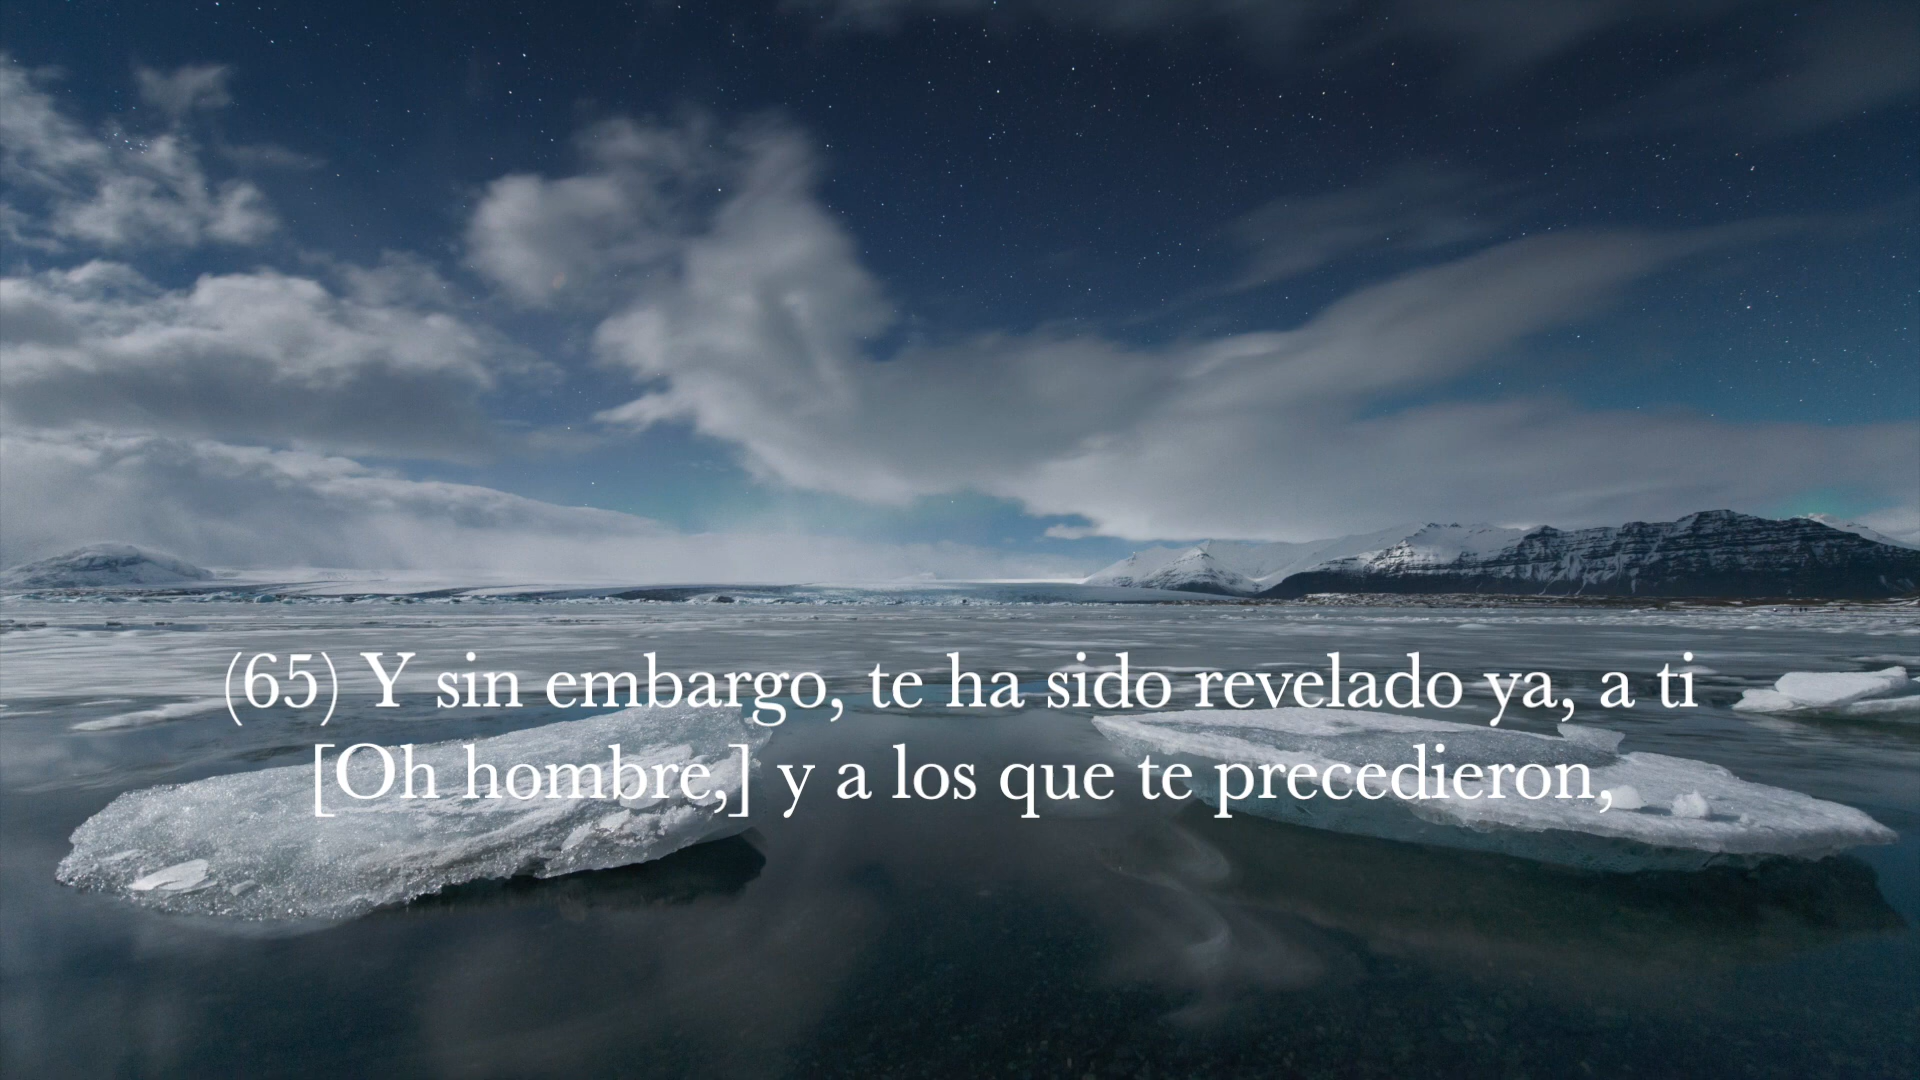 (65) Y sin embargo, te ha sido revelado ya, a ti
[Oh hombre,] y a los que te precedieron,